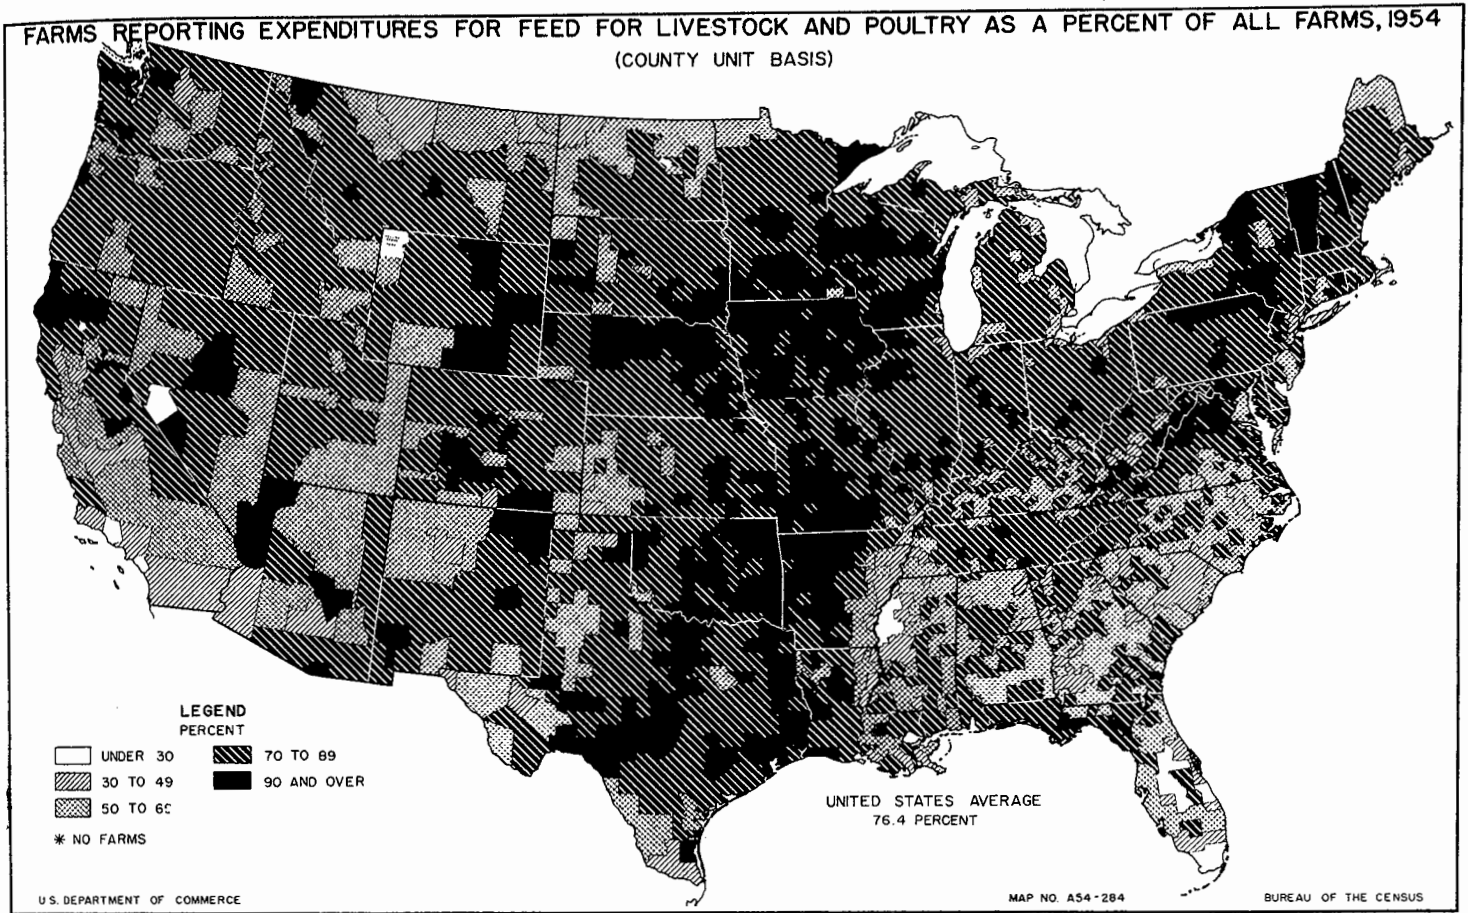 FARMS REPORTING EXPENDITURES FOR FEED FOR LIVESTOCK AND POULTRY AS A PERCENT OF ALL FARMS, 1954
(COUNTY UNIT BASIS)
LEGEND
PERCENT
UNDER 30
30 TO 49
50 TO 69
* NO FARMS
70 TO 89
90 AND OVER
UNITED STATES AVERAGE
76.4 PERCENT
U.S. DEPARTMENT OF COMMERCE
MAP NO. A54-284
BUREAU OF THE CENSUS